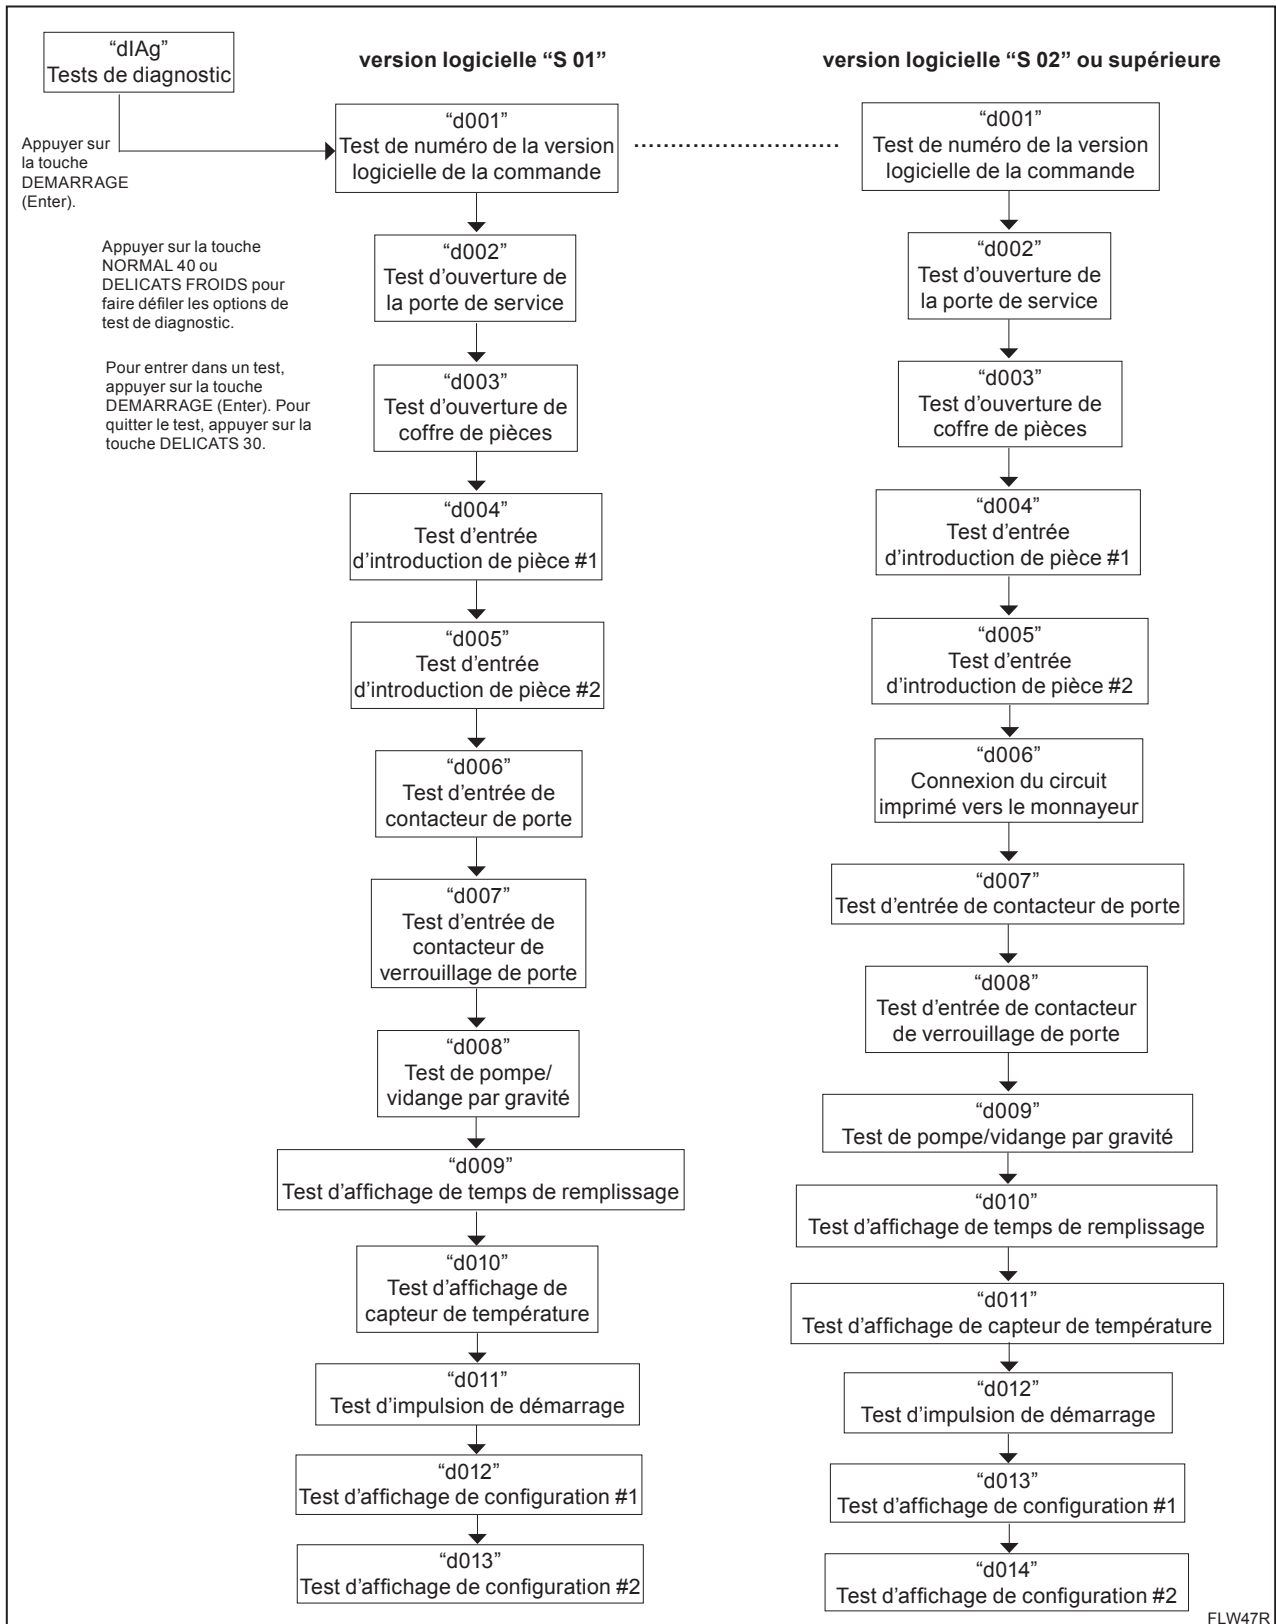 “dIAg”
Tests de diagnostic
Appuyer sur
la touche
DEMARRAGE
(Enter).
Appuyer sur la touche
NORMAL 40 ou
DELICATS FROIDS pour
faire défiler les options de
test de diagnostic.
Pour entrer dans un test,
appuyer sur la touche
DEMARRAGE (Enter). Pour
quitter le test, appuyer sur la
touche DELICATS 30.
version logicielle “S 01”
“d001”
Test de numéro de la version
logicielle de la commande
“d002”
Test d’ouverture de
la porte de service
“d003”
Test d’ouverture de
coffre de pièces
“d004”
Test d’entrée
d’introduction de pièce #1
“d005”
Test d’entrée
d’introduction de pièce #2
“d006”
Test d’entrée de
contacteur de porte
“d007”
Test d’entrée de
contacteur de
verrouillage de porte
“d008”
Test de pompe/
vidange par gravité
“d009”
Test d’affichage de temps de remplissage
“d010”
Test d’affichage de
capteur de température
“d011”
Test d’impulsion de démarrage
“d012”
Test d’affichage de configuration #1
“d013”
Test d’affichage de configuration #2
version logicielle “S 02” ou supérieure
“d001”
Test de numéro de la version
logicielle de la commande
“d002”
Test d’ouverture de
la porte de service
“d003”
Test d’ouverture de
coffre de pièces
“d004”
Test d’entrée
d’introduction de pièce #1
“d005”
Test d’entrée
d’introduction de pièce #2
“d006”
Connexion du circuit
imprimé vers le monnayeur
“d007”
Test d’entrée de contacteur de porte
“d008”
Test d’entrée de contacteur
de verrouillage de porte
“d009”
Test de pompe/vidange par gravité
“d010”
Test d’affichage de temps de remplissage
“d011”
Test d’affichage de capteur de température
“d012”
Test d’impulsion de démarrage
“d013”
Test d’affichage de configuration #1
“d014”
Test d’affichage de configuration #2
FLW47R